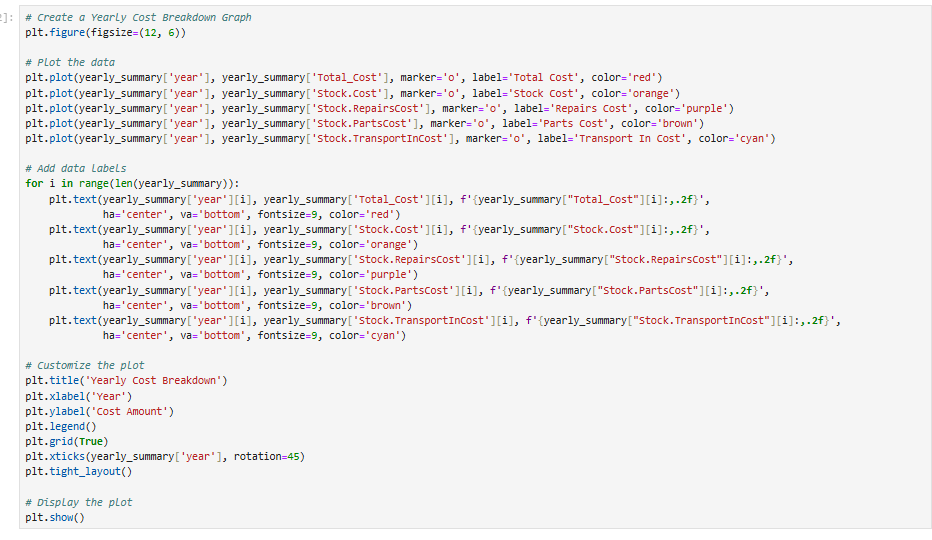 ]:
# Create a Yearly Cost Breakdown Graph
plt.figure(figsize=(12, 6))
# Plot the data
plt.plot(yearly_summary['year'], yearly_summary['Total_Cost'], marker='o', label='Total Cost', color='red')
plt.plot(yearly_summary['year'], yearly_summary['Stock.Cost'], marker='o', label='Stock Cost', color='orange')
plt.plot(yearly_summary['year'], yearly_summary['Stock.RepairsCost'], marker='o', label='Repairs Cost', color='purple')
plt.plot(yearly_summary['year'], yearly_summary['Stock.PartsCost'], marker='o', label='Parts Cost', color='brown')
plt.plot(yearly_summary['year'], yearly_summary['Stock.TransportInCost'], marker='o', label='Transport In Cost', color='cyan')
# Add data labels
for i in range(len(yearly_summary)):
    plt.text(yearly_summary['year'][i], yearly_summary['Total_Cost'][i], f'{yearly_summary["Total_Cost"][i]:,.2f}',
            ha='center', va='bottom', fontsize=9, color='red')
    plt.text(yearly_summary['year'][i], yearly_summary['Stock.Cost'][i], f'{yearly_summary["Stock.Cost"][i]:,.2f}',
            ha='center', va='bottom', fontsize=9, color='orange')
    plt.text(yearly_summary['year'][i], yearly_summary['Stock.RepairsCost'][i], f'{yearly_summary["Stock.RepairsCost"][i]:,.2f}',
            ha='center', va='bottom', fontsize=9, color='purple')
    plt.text(yearly_summary['year'][i], yearly_summary['Stock.PartsCost'][i], f'{yearly_summary["Stock.PartsCost"][i]:,.2f}',
            ha='center', va='bottom', fontsize=9, color='brown')
    plt.text(yearly_summary['year'][i], yearly_summary['Stock.TransportInCost'][i], f'{yearly_summary["Stock.TransportInCost"][i]:,.2f}',
            ha='center', va='bottom', fontsize=9, color='cyan')
# Customize the plot
plt.title('Yearly Cost Breakdown')
plt.xlabel('Year')
plt.ylabel('Cost Amount')
plt.legend()
plt.grid(True)
plt.xticks(yearly_summary['year'], rotation=45)
plt.tight_layout()
# Display the plot
plt.show()